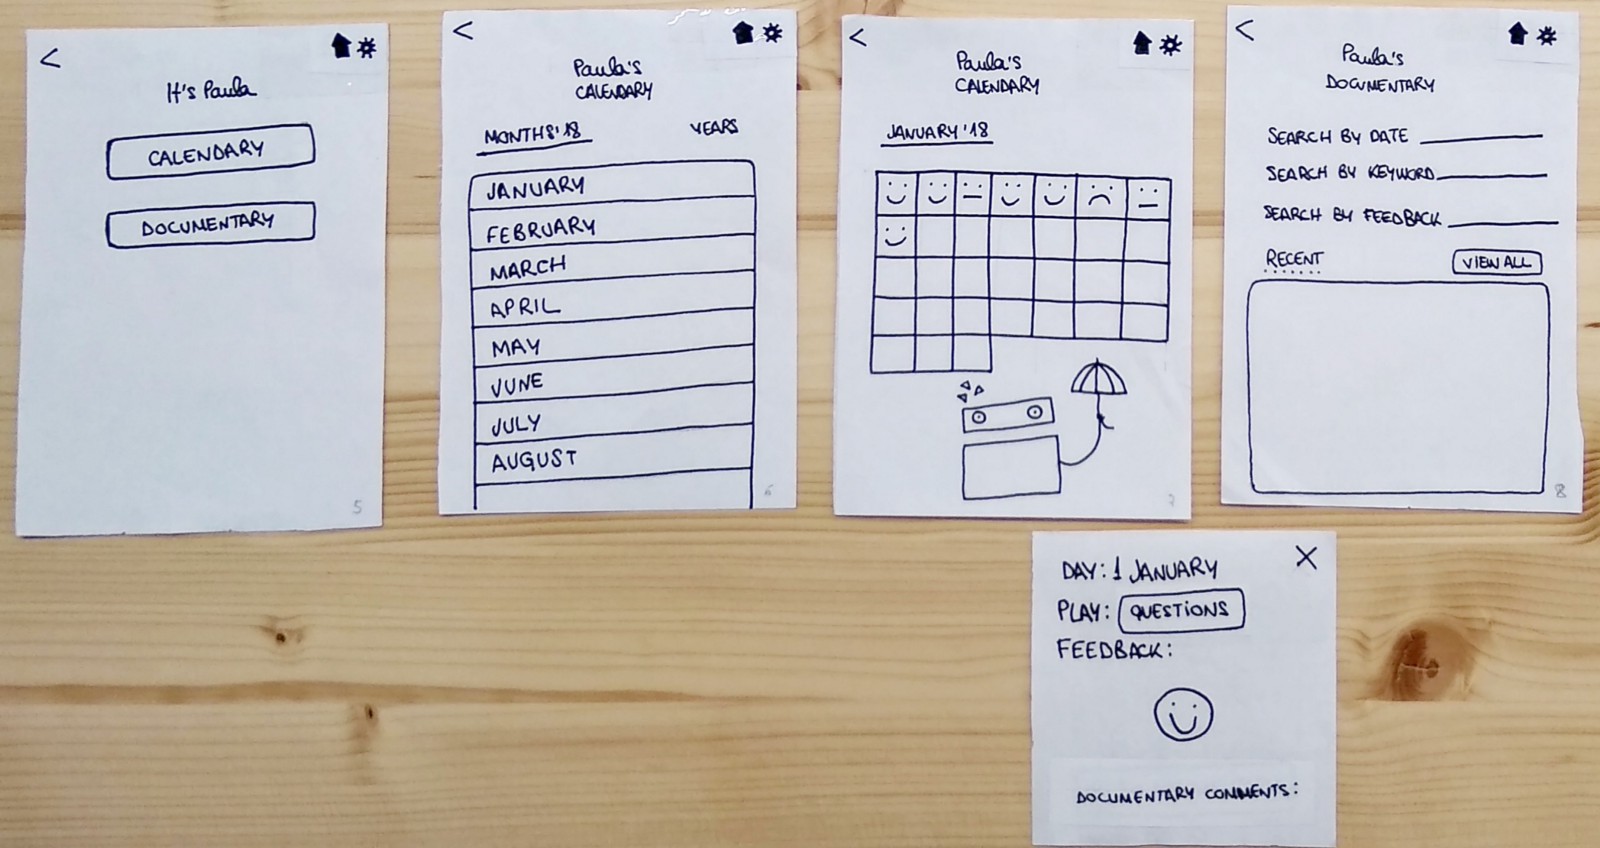 <
It's Paula
CALENDARY
DOCUMENTARY
5
<
Paula's
CALENDARY
MONTHS'18 YEARS
JANUARY
FEBRUARY
MARCH
APRIL
MAY
JUNE
JULY
AUGUST
6
<
Paula's
CALENDARY
JANUARY '18
7
<
Paula's
DOCUMENTARY
SEARCH BY DATE
SEARCH BY KEYWORD
SEARCH BY FEEDBACK
RECENT VIEW ALL
8
X
DAY: 1 JANUARY
PLAY: QUESTIONS
FEEDBACK:
DOCUMENTARY COMMENTS: